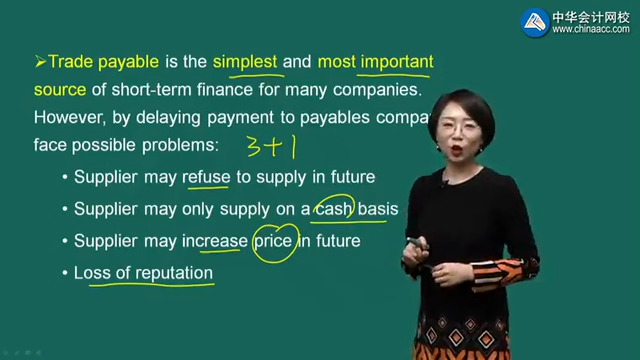 中华会计网校
www.chinaacc.com
➢Trade payable is the simplest and most important
source of short-term finance for many companies.
However, by delaying payment to payables
face possible problems: 3+1
• Supplier may refuse to supply in future
• Supplier may only supply on a cash basis
• Supplier may increase price in future
• Loss of reputation